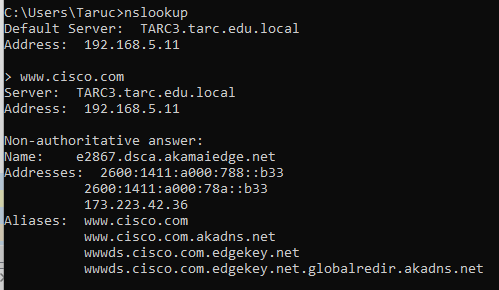 C:\Users\Taruc>nslookup
Default Server:  TARC3.tarc.edu.local
Address:  192.168.5.11

> www.cisco.com
Server:  TARC3.tarc.edu.local
Address:  192.168.5.11

Non-authoritative answer:
Name:    e2867.dsca.akamaiedge.net
Addresses:  2600:1411:a000:788::b33
          2600:1411:a000:78a::b33
          173.223.42.36
Aliases:  www.cisco.com
          www.cisco.com.akadns.net
          wwwds.cisco.com.edgekey.net
          wwwds.cisco.com.edgekey.net.globalredir.akadns.net